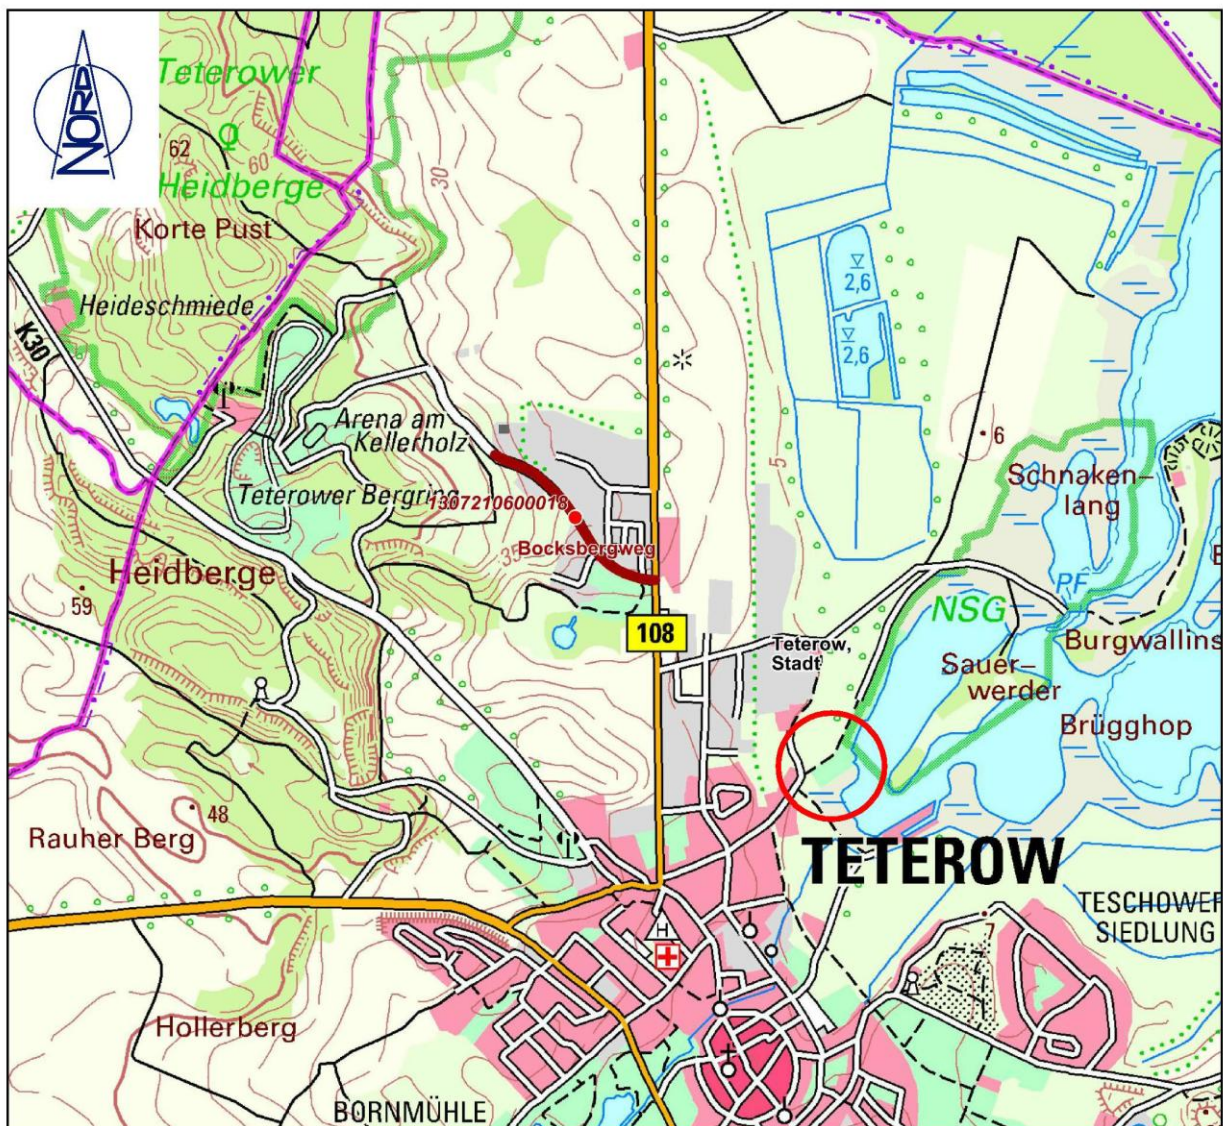 NORD
Teterower
62
60
Heidberge
30
Korte Pust
Heideschmiede
K30
2,6
2,6
Arena am
Kellerholz
6
5
Schnaken–
lang
Teterower Bergring
1307210600018
35
Bocksbergweg
Heidberge
59
PF
NSG
108
Burgwallins
Teterow,
Stadt
Sauer–
werder
Brügghop
48
Rauher Berg
TETEROW
TESCHOWER
SIEDLUNG
7
H
Hollerberg
BORNMÜHLE